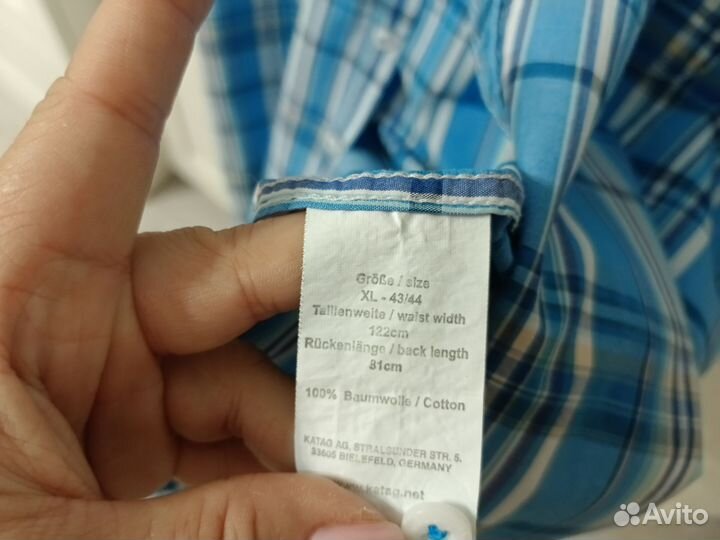 Größe / size
XL - 43/44
Taillenweite / waist width
122cm
Rückenlänge / back length
81cm
100% Baumwolle / Cotton
KATAG AG, STRALSUNDER STR. 5,
33605 BIELEFELD, GERMANY
www.katag.net
Avito